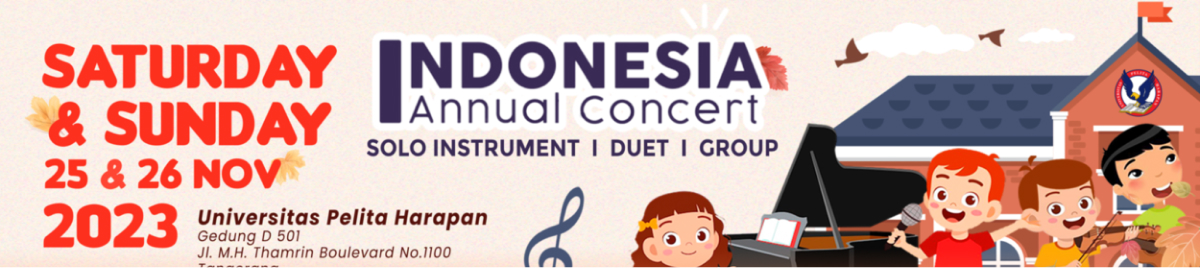 SATURDAY
& SUNDAY
25 & 26 NOV
2023
Universitas Pelita Harapan
Gedung D 501
Jl. M.H. Thamrin Boulevard No.1100
Tangerang
INDONESIA
Annual Concert
SOLO INSTRUMENT I DUET I GROUP